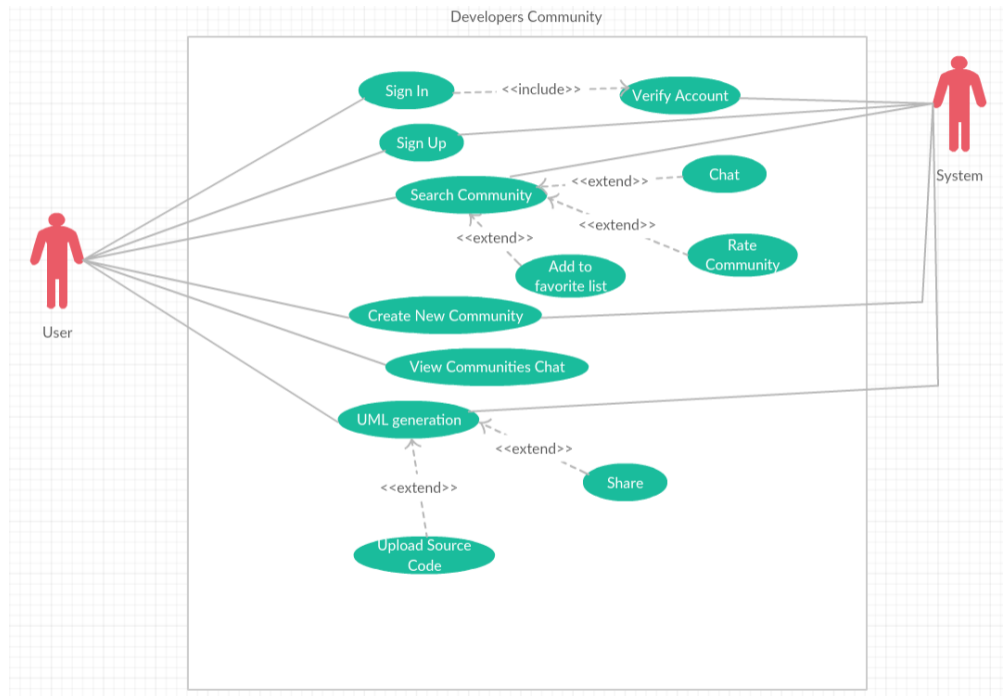 Developers Community
Sign In
<<include>>
Verify Account
Sign Up
Search Community
<<extend>>
Chat
System
<<extend>>
<<extend>>
Rate
Community
Add to
favorite list
User
Create New Community
View Communities Chat
UML generation
<<extend>>
Share
<<extend>>
Upload Source
Code